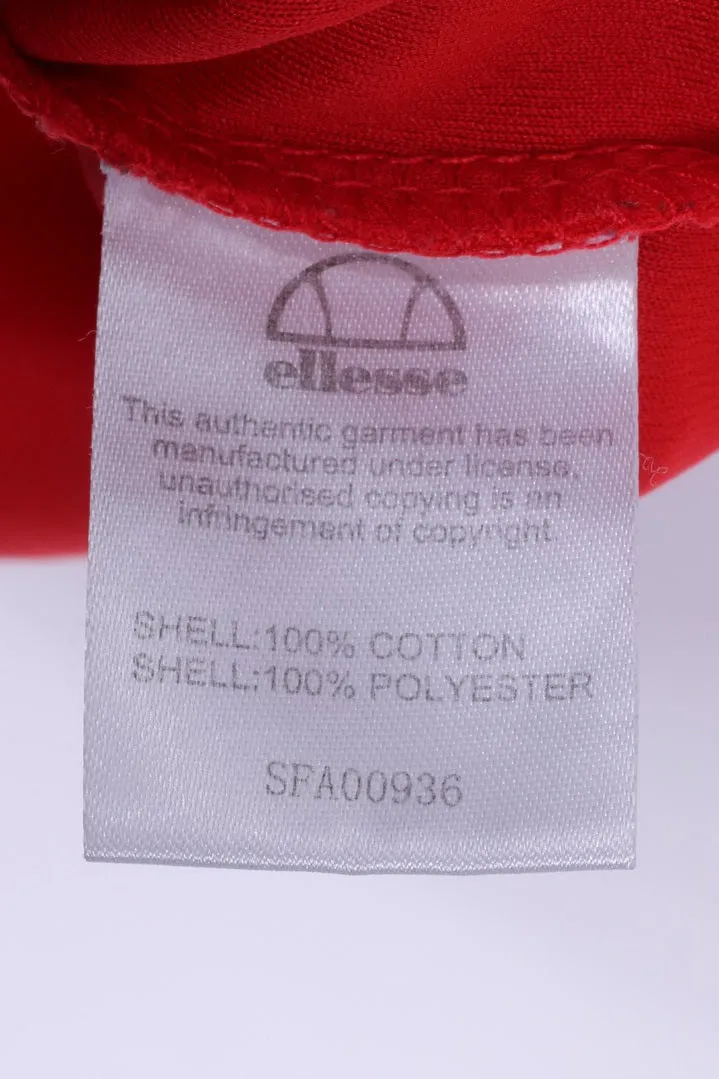 ellesse
This authentic garment has been
manufactured under license.
unauthorised copying is an
infringement of copyright
SHELL:100% COTTON
SHELL:100% POLYESTER
SFA00936